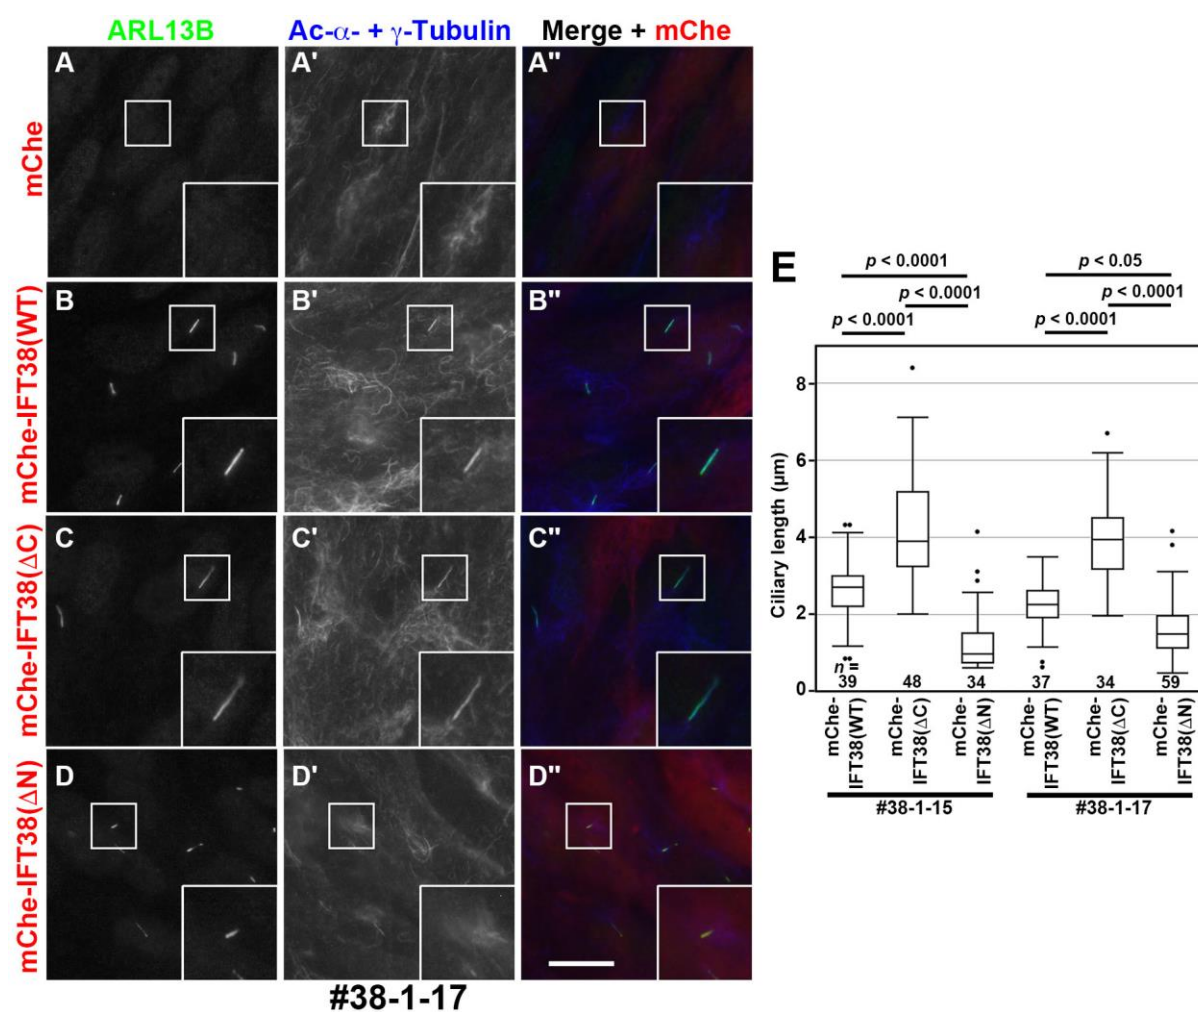 ARL13B Ac-α- + γ-Tubulin Merge + mChe
mChe
A A' A"
mChe-IFT38(WT)
B B' B"
mChe-IFT38(ΔC)
C C' C"
mChe-IFT38(ΔN)
D D' D"
#38-1-17
E
p < 0.0001 p < 0.05
p < 0.0001 p < 0.0001
p < 0.0001 p < 0.0001
Ciliary length (μm)
8
6
4
2
0
n =
39 48 34 37 34 59
mChe-
IFT38(WT)
mChe-
IFT38(ΔC)
mChe-
IFT38(ΔN)
mChe-
IFT38(WT)
mChe-
IFT38(ΔC)
mChe-
IFT38(ΔN)
#38-1-15 #38-1-17